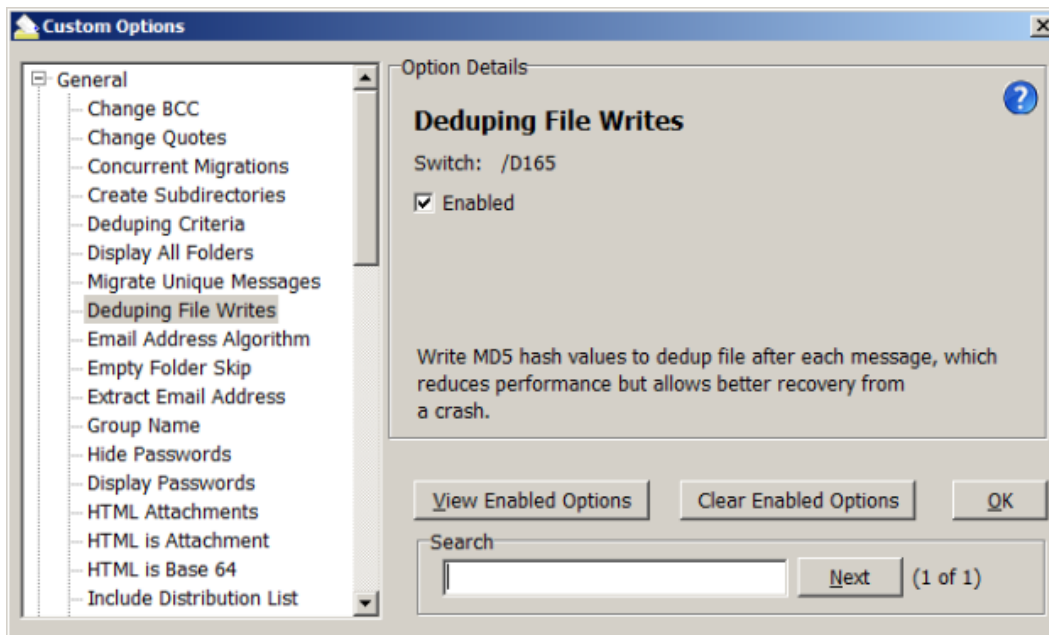 Custom Options
General
Change BCC
Change Quotes
Concurrent Migrations
Create Subdirectories
Deduping Criteria
Display All Folders
Migrate Unique Messages
Deduping File Writes
Email Address Algorithm
Empty Folder Skip
Extract Email Address
Group Name
Hide Passwords
Display Passwords
HTML Attachments
HTML is Attachment
HTML is Base 64
Include Distribution List
Option Details
?
Deduping File Writes
Switch: /D165
Enabled
Write MD5 hash values to dedup file after each message, which
reduces performance but allows better recovery from
a crash.
View Enabled Options
Clear Enabled Options
OK
Search
Next
(1 of 1)